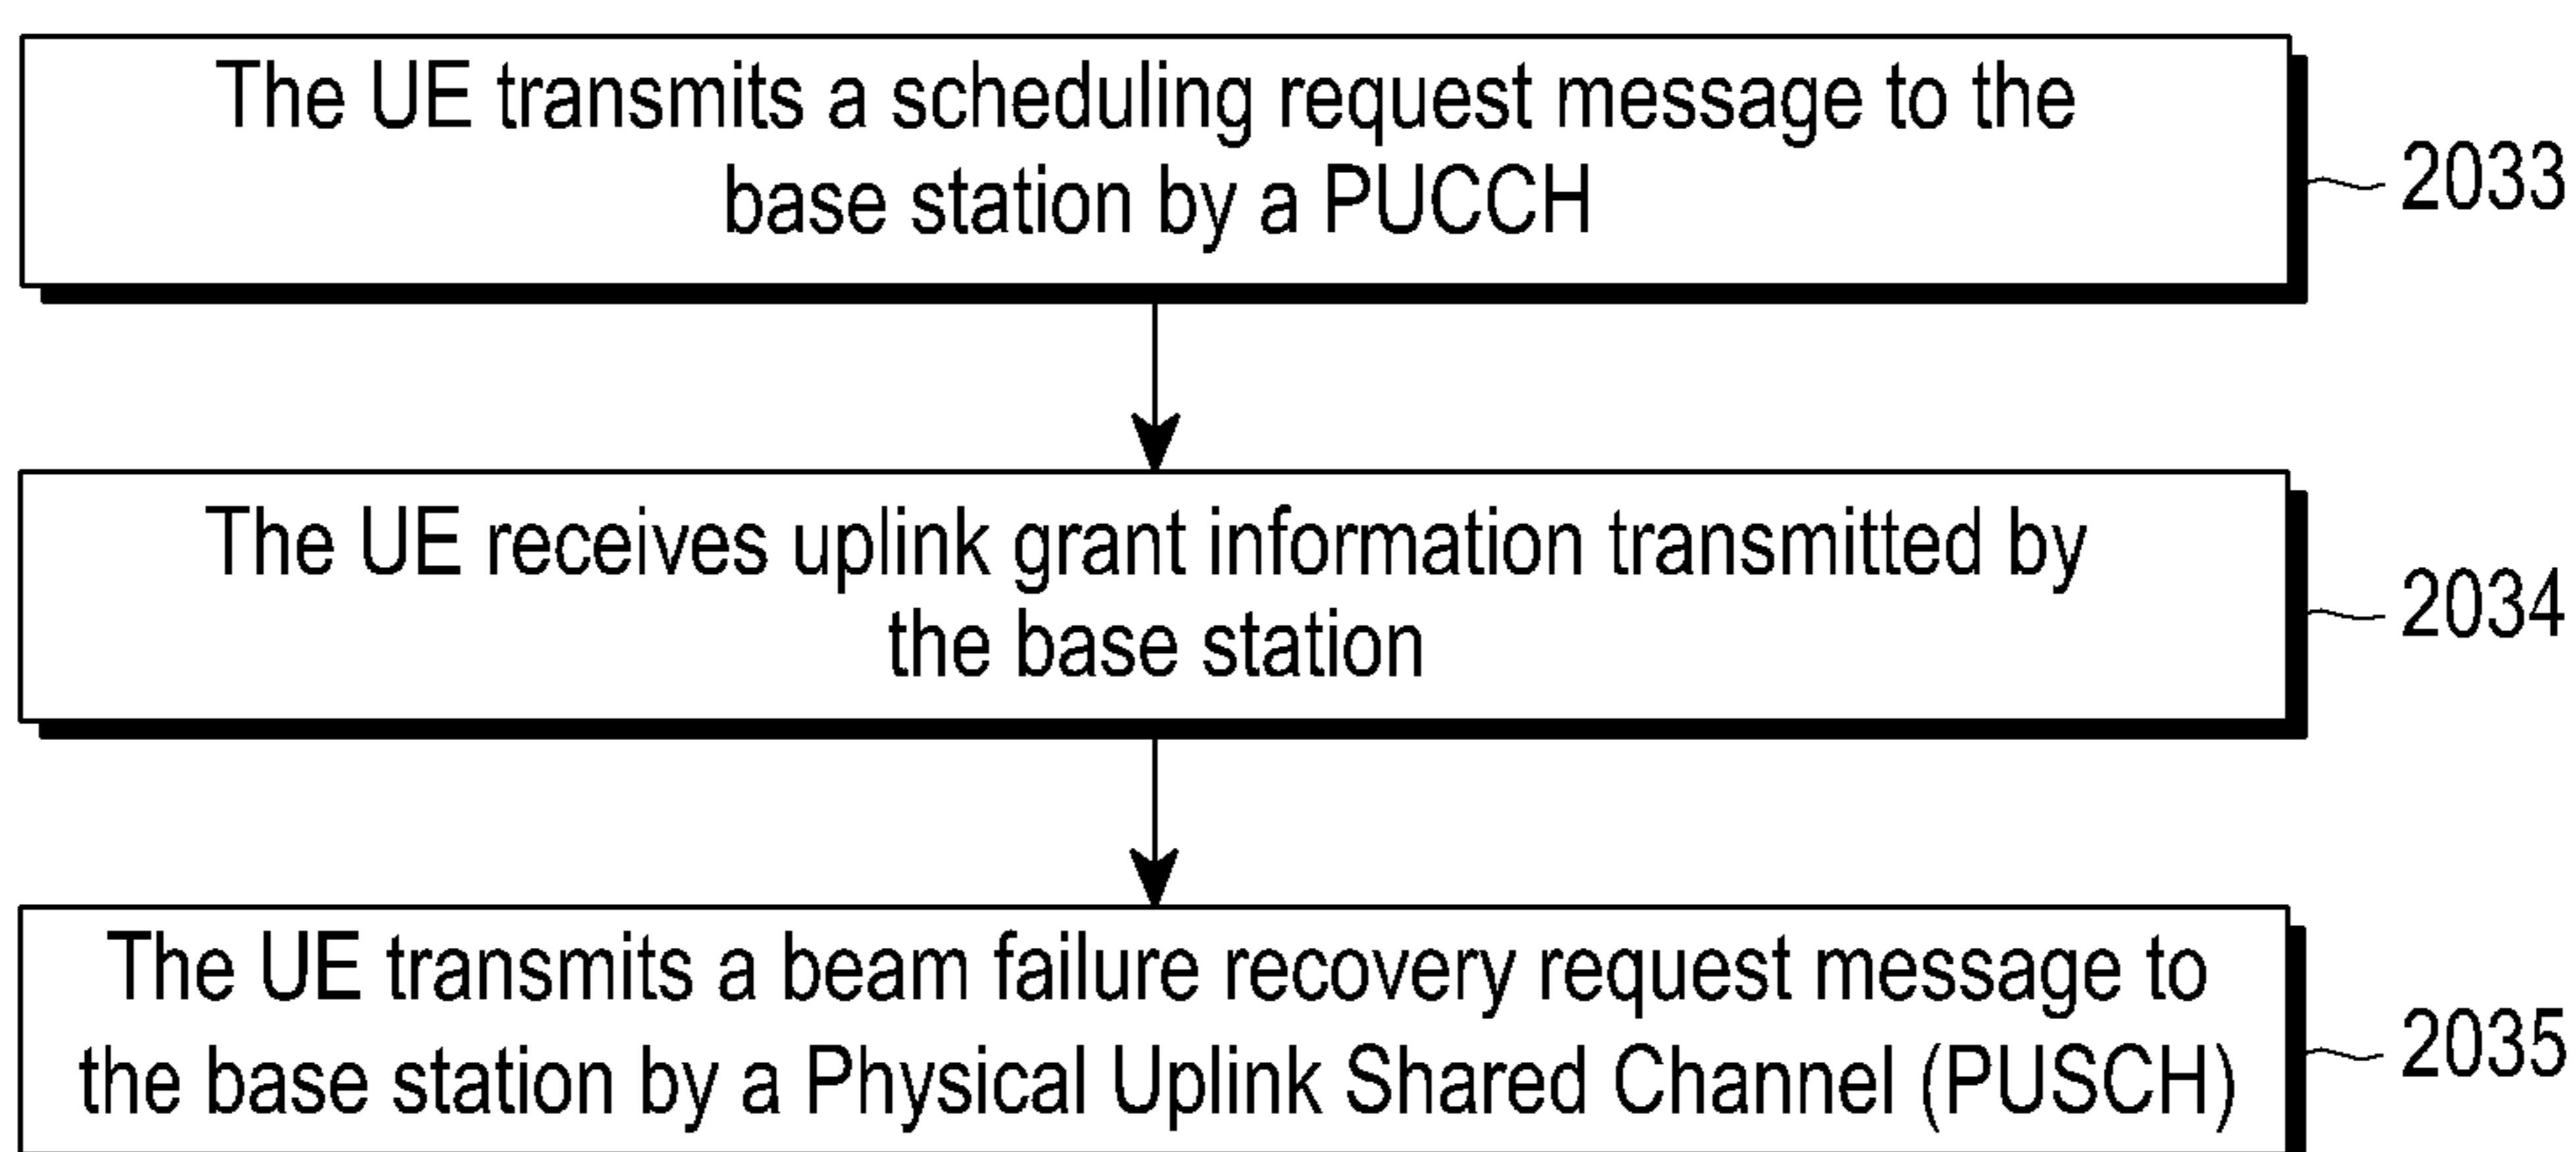 The UE transmits a scheduling request message to the
base station by a PUCCH
2033
The UE receives uplink grant information transmitted by
the base station
2034
The UE transmits a beam failure recovery request message to
the base station by a Physical Uplink Shared Channel (PUSCH)
2035